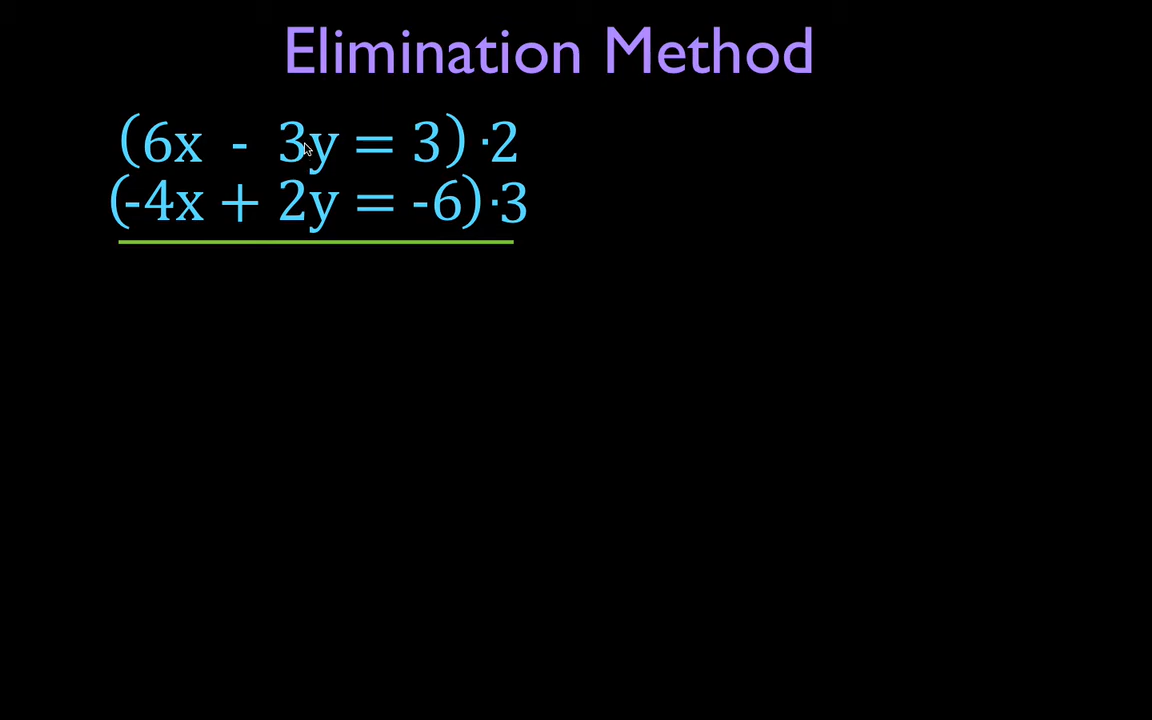 Elimination Method
(6x - 3y = 3) ·2
(-4x + 2y = -6) ·3